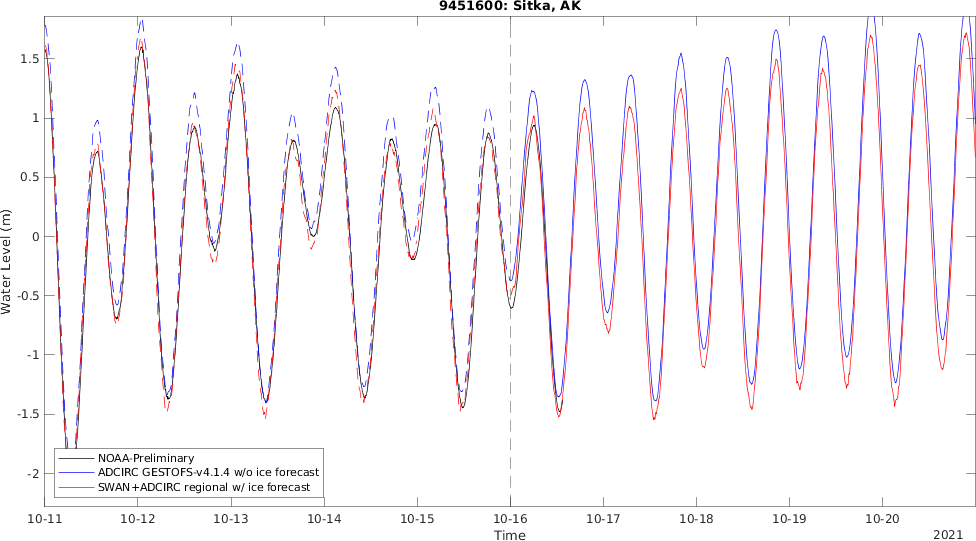 9451600: Sitka, AK
Water Level (m)
1.5
1
0.5
0
-0.5
-1
-1.5
-2
NOAA-Preliminary
ADCIRC GESTOFS-v4.1.4 w/o ice forecast
SWAN+ADCIRC regional w/ ice forecast
10-11 10-12 10-13 10-14 10-15 10-16 10-17 10-18 10-19 10-20
Time
2021